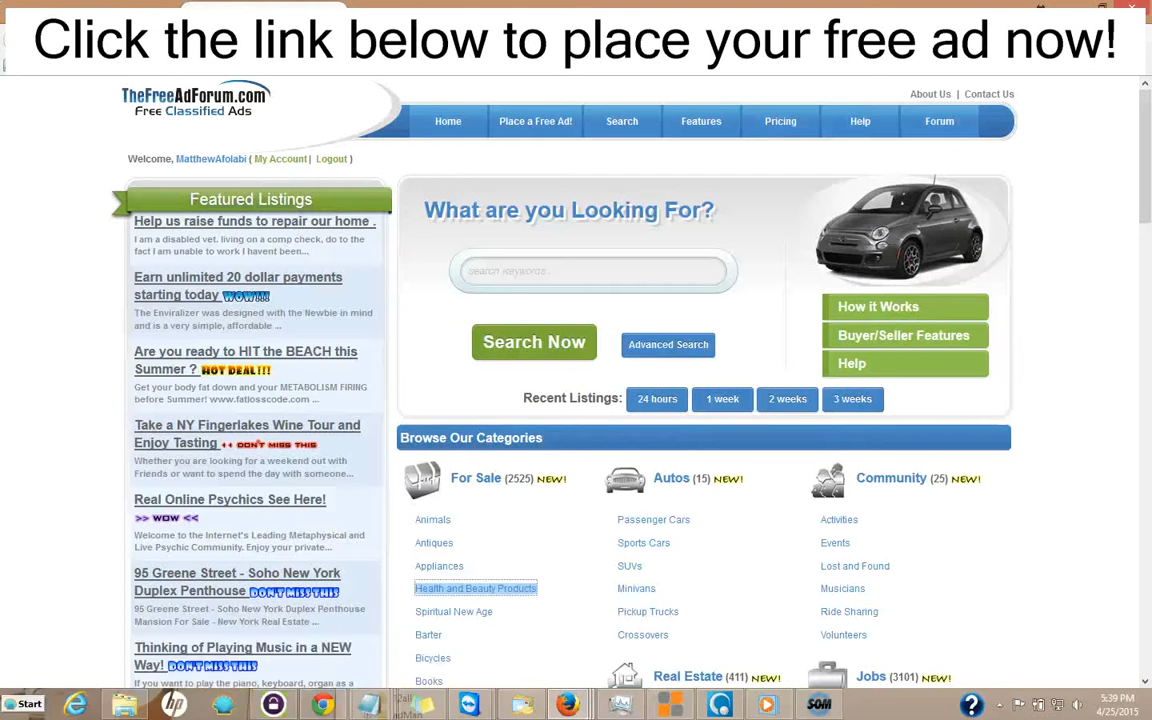 Click the link below to place your free ad now!
TheFreeAdForum.com
Free Classified Ads
About Us | Contact Us
Home Place a Free Ad! Search Features Pricing Help Forum
Welcome, MatthewAfolabi ( My Account | Logout )
Featured Listings
Help us raise funds to repair our home .
I am a disabled vet. living on a comp check, do to the
fact I am unable to work I havent been...
Earn unlimited 20 dollar payments
starting today WOW!!!
The Enviralizer was designed with the Newbie in mind
and is a very simple, affordable ...
Are you ready to HIT the BEACH this
Summer ? HOT DEAL!!!
Get your body fat down and your METABOLISM FIRING
before Summer! www.fatlosscode.com ...
Take a NY Fingerlakes Wine Tour and
Enjoy Tasting DON'T MISS THIS
Whether you are looking for a weekend out with
Friends or want to spend the day with someone...
Real Online Psychics See Here!
>> WOW <<
Welcome to the Internet's Leading Metaphysical and
Live Psychic Community. Enjoy your private...
95 Greene Street - Soho New York
Duplex Penthouse DON'T MISS THIS
95 Greene Street - Soho New York Duplex Penthouse
Mansion For Sale - New York Real Estate ...
Thinking of Playing Music in a NEW
Way! DON'T MISS THIS
If you want to play the piano, keyboard, organ as a
What are you Looking For?
search keywords..
Search Now Advanced Search
How it Works
Buyer/Seller Features
Help
Recent Listings: 24 hours 1 week 2 weeks 3 weeks
Browse Our Categories
For Sale (2525) NEW!
Animals
Antiques
Appliances
Health and Beauty Products
Spiritual New Age
Barter
Bicycles
Books
Autos (15) NEW!
Passenger Cars
Sports Cars
SUVs
Minivans
Pickup Trucks
Crossovers
Real Estate (411) NEW!
Community (25) NEW!
Activities
Events
Lost and Found
Musicians
Ride Sharing
Volunteers
Jobs (3101) NEW!
Start
hp
SOM
5:39 PM
4/25/2015